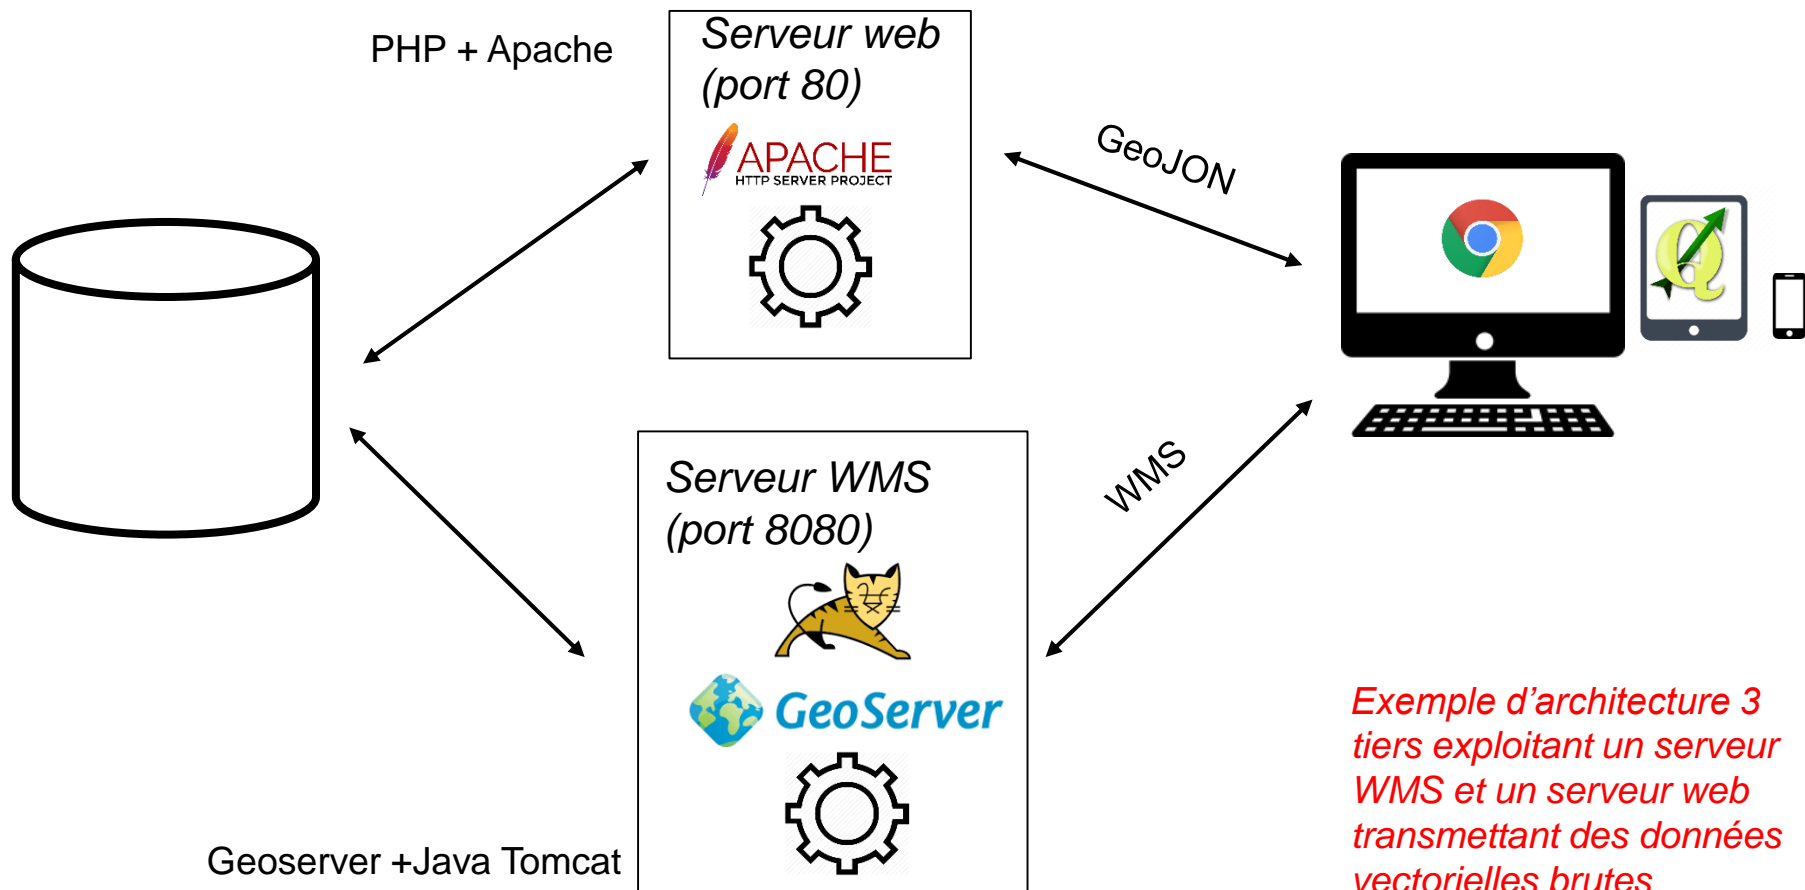 PHP + Apache
Serveur web
(port 80)
APACHE
HTTP SERVER PROJECT
GeoJON
Serveur WMS
(port 8080)
GeoServer
WMS
Geoserver +Java Tomcat
Exemple d’architecture 3
tiers exploitant un serveur
WMS et un serveur web
transmettant des données
vectorielles brutes